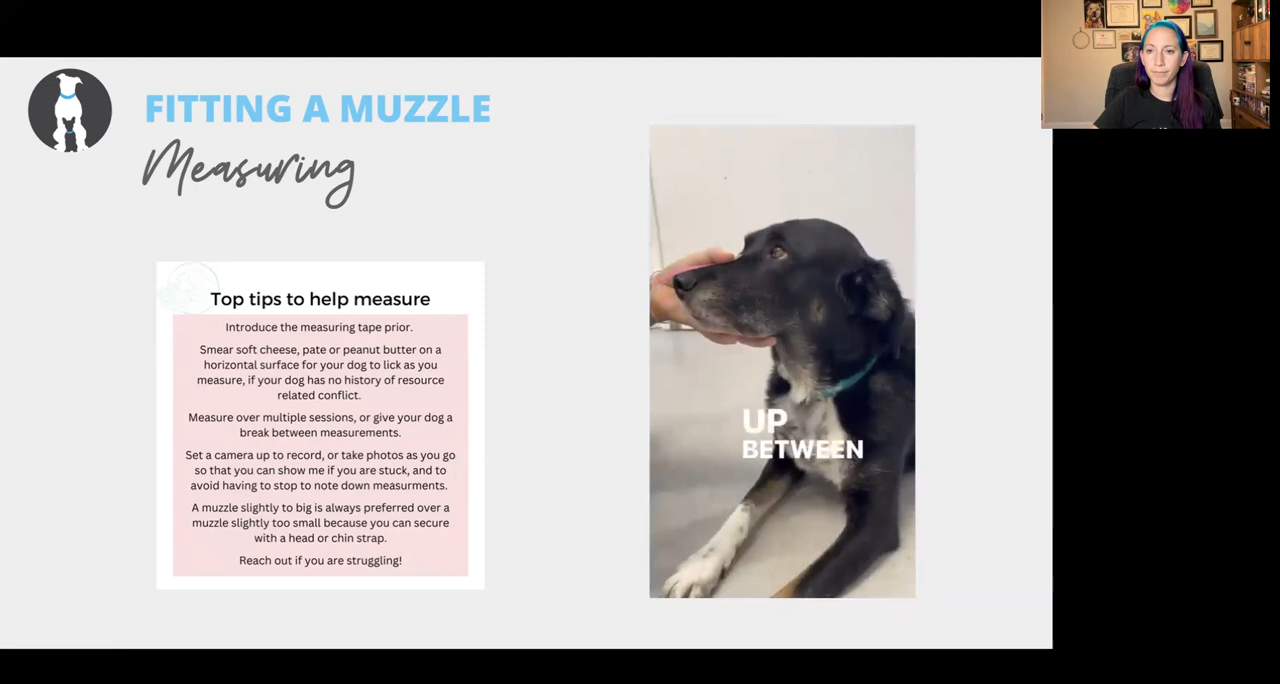 FITTING A MUZZLE
Measuring
Top tips to help measure
Introduce the measuring tape prior.
Smear soft cheese, pate or peanut butter on a
horizontal surface for your dog to lick as you
measure, if your dog has no history of resource
related conflict.
Measure over multiple sessions, or give your dog a
break between measurements.
Set a camera up to record, or take photos as you go
so that you can show me if you are stuck, and to
avoid having to stop to note down measurments.
A muzzle slightly to big is always preferred over a
muzzle slightly too small because you can secure
with a head or chin strap.
Reach out if you are struggling!
UP
BETWEEN